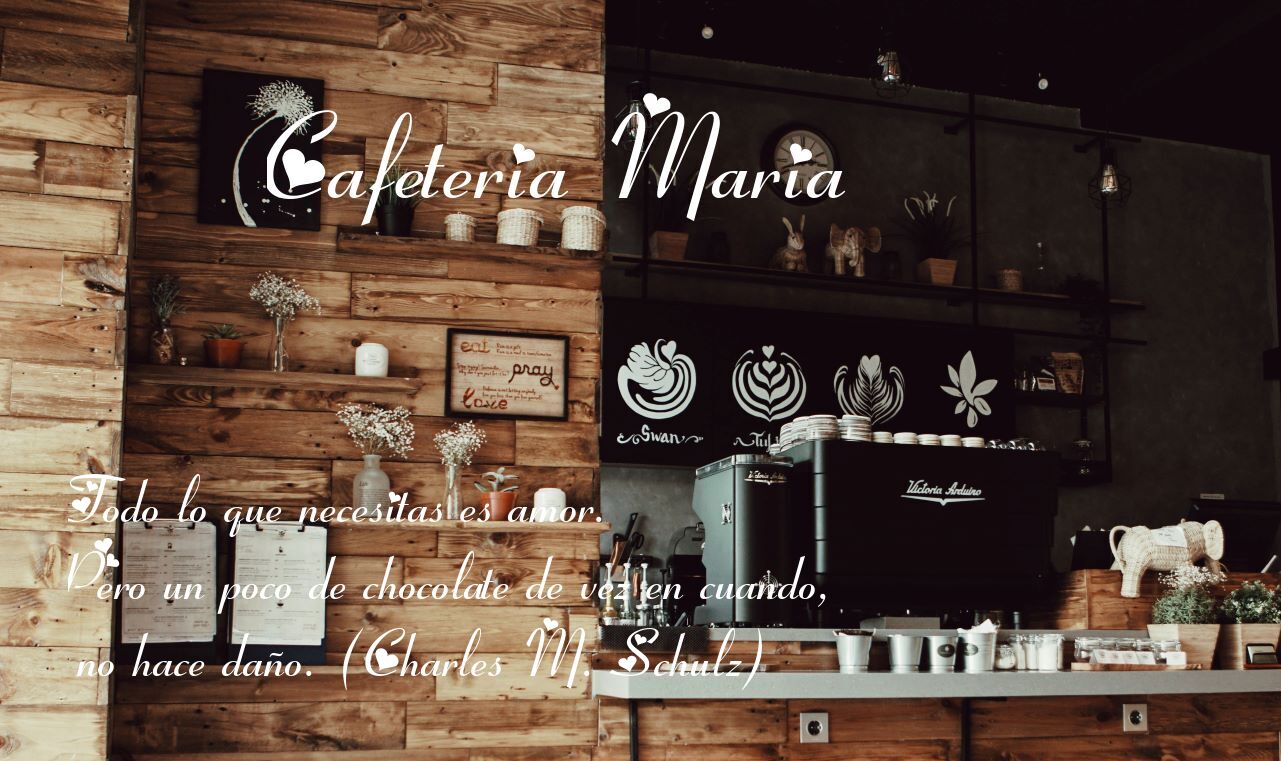 Cafeteria Maria
eat
pray
love
Swan
Victoria Arduino
Todo lo que necesitas es amor.
Pero un poco de chocolate de vez en cuando,
no hace daño. (Charles M. Schulz)